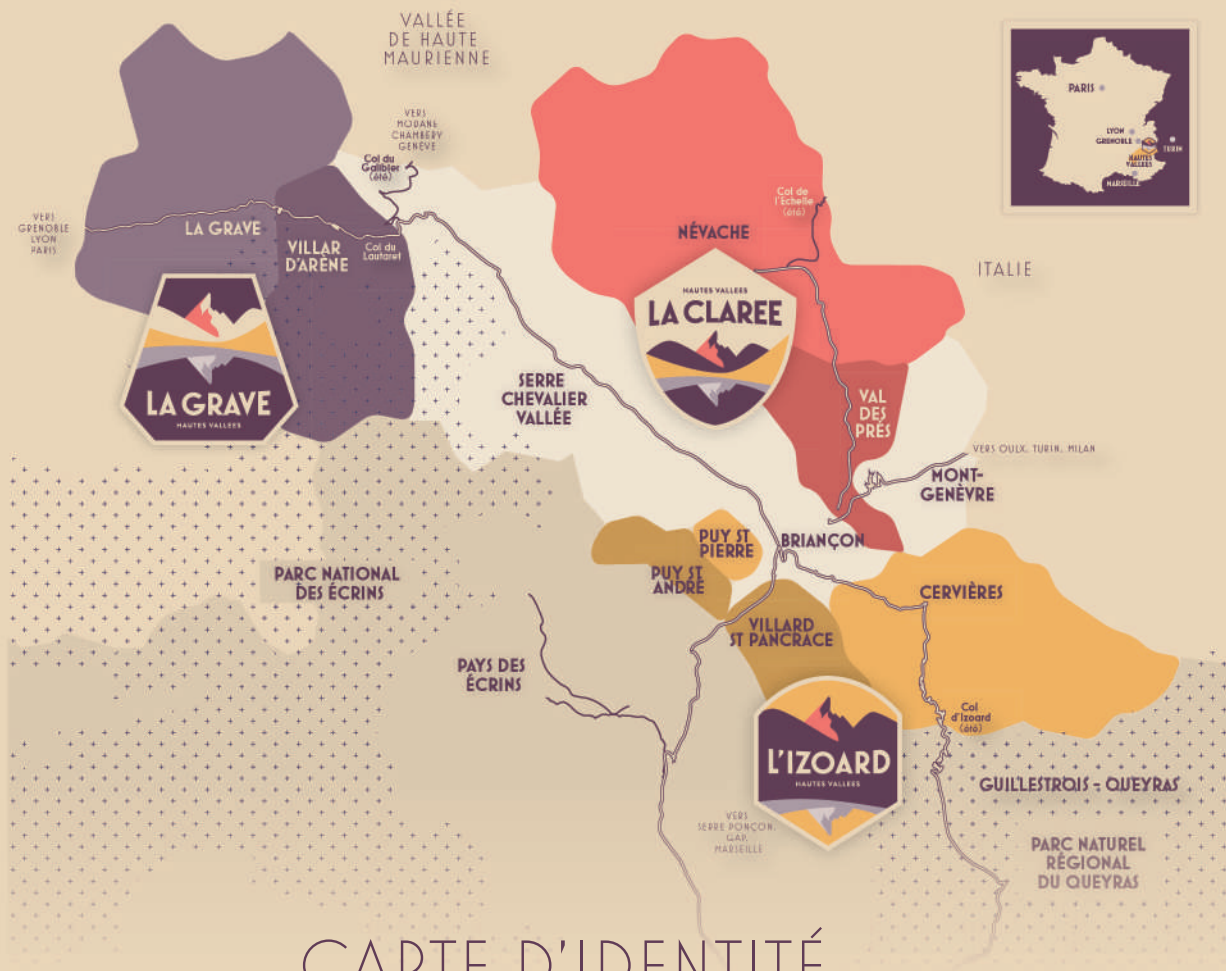 VALLÉE
DE HAUTE
MAURIENNE
VERS
MODANE
CHAMBERY
GENÈVE
Col du
Galibier
(été)
VERS
GRENOBLE
LYON
PARIS
LA GRAVE
VILLAR
D'ARÈNE
Col du
Lautaret
LA GRAVE
HAUTES VALLEES
NÉVACHE
Col de
l'Echelle
(été)
HAUTES VALLEES
LA CLAREE
ITALIE
PARIS
LYON
GRENOBLE
TURIN
HAUTES
VALLEES
MARSEILLE
SERRE
CHEVALIER
VALLÉE
VAL
DES
PRÉS
VERS OULX, TURIN, MILAN
MONT-
GENÈVRE
PUY ST
PIERRE
BRIANÇON
PUY ST
ANDRÉ
PARC NATIONAL
DES ÉCRINS
CERVIÈRES
VILLARD
ST PANCRACE
PAYS DES
ÉCRINS
Col
d'Izoard
(été)
L'IZOARD
HAUTES VALLEES
GUILLESTROIS - QUEYRAS
VERS
SERRE PONÇON,
GAP,
MARSEILLE
PARC NATUREL
RÉGIONAL
DU QUEYRAS
CARTE D'IDENTITÉ